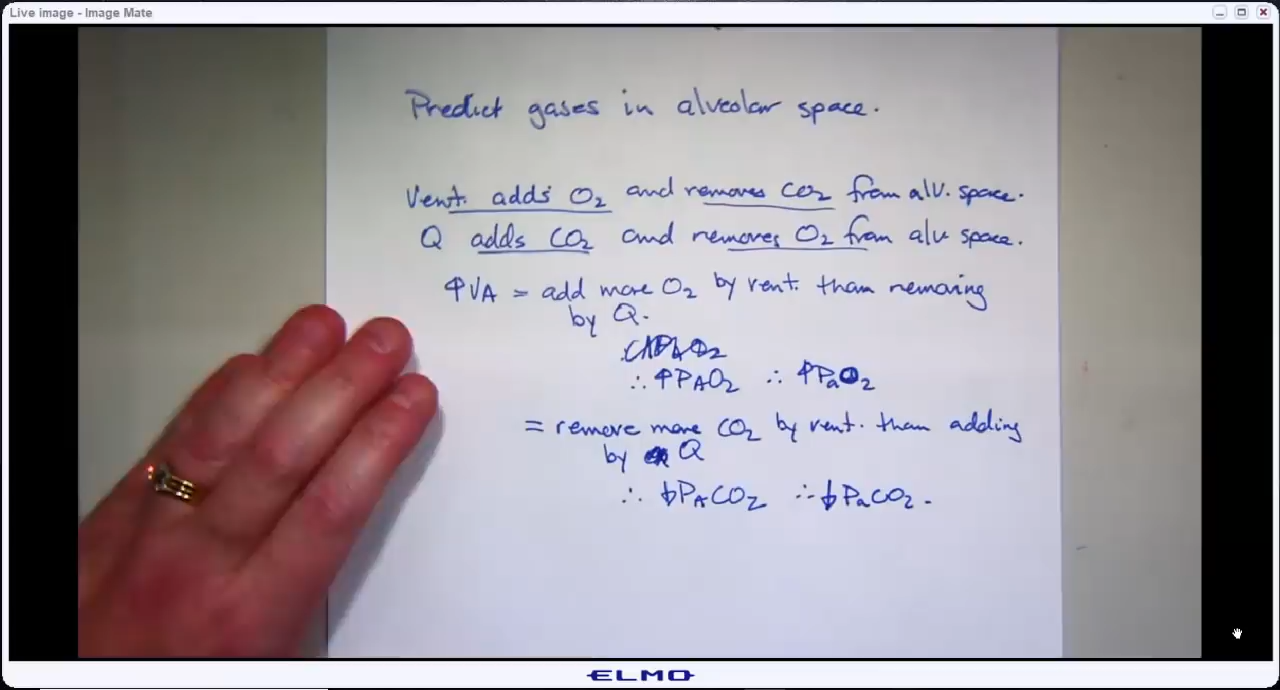 Live image - Image Mate
Predict gases in alveolar space.
Vent. adds O2 and removes CO2 from alv. space.
Q adds CO2 and removes O2 from alv space.
↑VA = add more O2 by vent. than removing
by Q.
∴ ↑PAO2 ∴ ↑PaO2
= remove more CO2 by vent. than adding
by Q
∴ ↓PACO2 ∴ ↓PaCO2.
ELMO